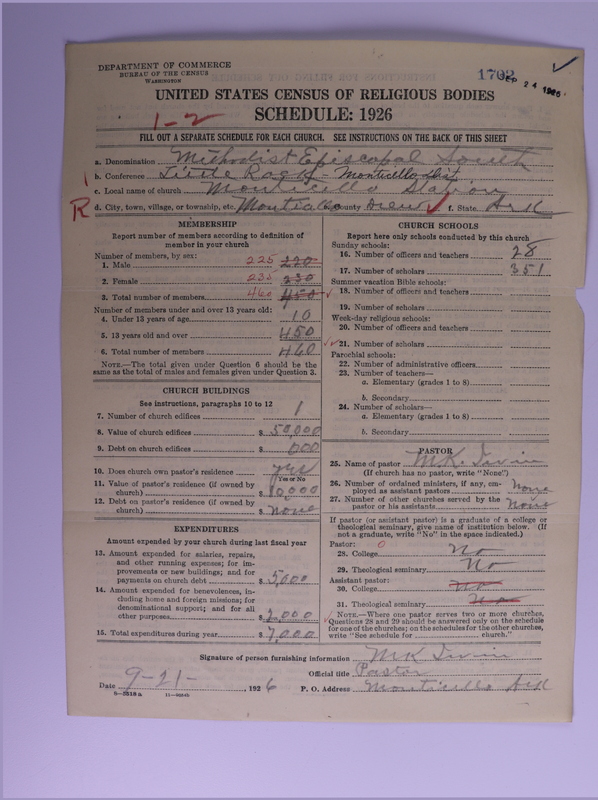 DEPARTMENT OF COMMERCE
BUREAU OF THE CENSUS
WASHINGTON
1702
SEP 24 1926
UNITED STATES CENSUS OF RELIGIOUS BODIES
SCHEDULE: 1926
1-2
FILL OUT A SEPARATE SCHEDULE FOR EACH CHURCH. SEE INSTRUCTIONS ON THE BACK OF THIS SHEET
a. Denomination Methodist Episcopal South
b. Conference Little Rock - Monticello Dist
c. Local name of church Monticello Station
R d. City, town, village, or township, etc. Monticello County Drew f. State Ark
MEMBERSHIP
Report number of members according to definition of
member in your church
Number of members, by sex:
1. Male 225 220
2. Female 235 230
3. Total number of members 460 450
Number of members under and over 13 years old:
4. Under 13 years of age 10
5. 13 years old and over 450
6. Total number of members 460
NOTE.—The total given under Question 6 should be the
same as the total of males and females given under Question 3.
CHURCH BUILDINGS
See instructions, paragraphs 10 to 12
7. Number of church edifices 1
8. Value of church edifices $ 50,000
9. Debt on church edifices $ 000
10. Does church own pastor's residence yes
Yes or No
11. Value of pastor's residence (if owned by
church) $ 10,000
12. Debt on pastor's residence (if owned by
church) $ none
EXPENDITURES
Amount expended by your church during last fiscal year
13. Amount expended for salaries, repairs,
and other running expenses; for im-
provements or new buildings; and for
payments on church debt $ 5,000
14. Amount expended for benevolences, in-
cluding home and foreign missions; for
denominational support; and for all
other purposes $ 2,000
15. Total expenditures during year $ 7,000
CHURCH SCHOOLS
Report here only schools conducted by this church
Sunday schools:
16. Number of officers and teachers 28
17. Number of scholars 351
Summer vacation Bible schools:
18. Number of officers and teachers
19. Number of scholars
Week-day religious schools:
20. Number of officers and teachers
21. Number of scholars
Parochial schools:
22. Number of administrative officers
23. Number of teachers—
a. Elementary (grades 1 to 8)
b. Secondary
24. Number of scholars—
a. Elementary (grades 1 to 8)
b. Secondary
PASTOR
25. Name of pastor M.K. Irvin
(If church has no pastor, write "None")
26. Number of ordained ministers, if any, em-
ployed as assistant pastors None
27. Number of other churches served by the
pastor or his assistants None
If pastor (or assistant pastor) is a graduate of a college or
theological seminary, give name of institution below. (If
not a graduate, write "No" in the space indicated.)
Pastor: 0
28. College No
29. Theological seminary No
Assistant pastor:
30. College No
31. Theological seminary No
NOTE.—Where one pastor serves two or more churches,
Questions 28 and 29 should be answered only on the schedule
for one of the churches; on the schedules for the other churches,
write "See schedule for church."
Signature of person furnishing information MK Irvin
Official title Pastor
Date 9-21- , 1926 P. O. Address Monticello Ark